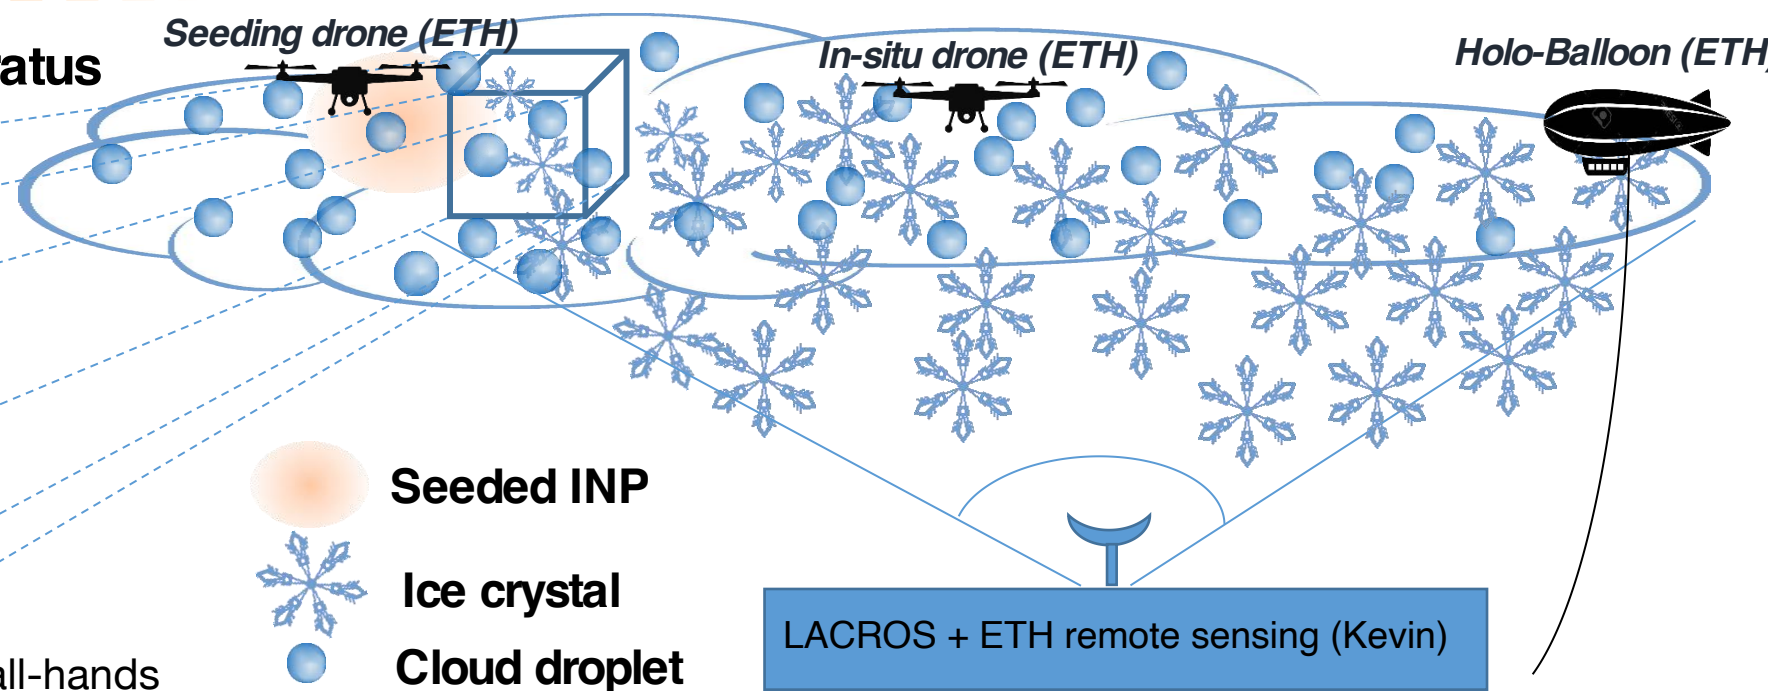 Seeding drone (ETH)
In-situ drone (ETH)
Holo-Balloon (ETH)
Seeded INP
Ice crystal
Cloud droplet
LACROS + ETH remote sensing (Kevin)
all-hands